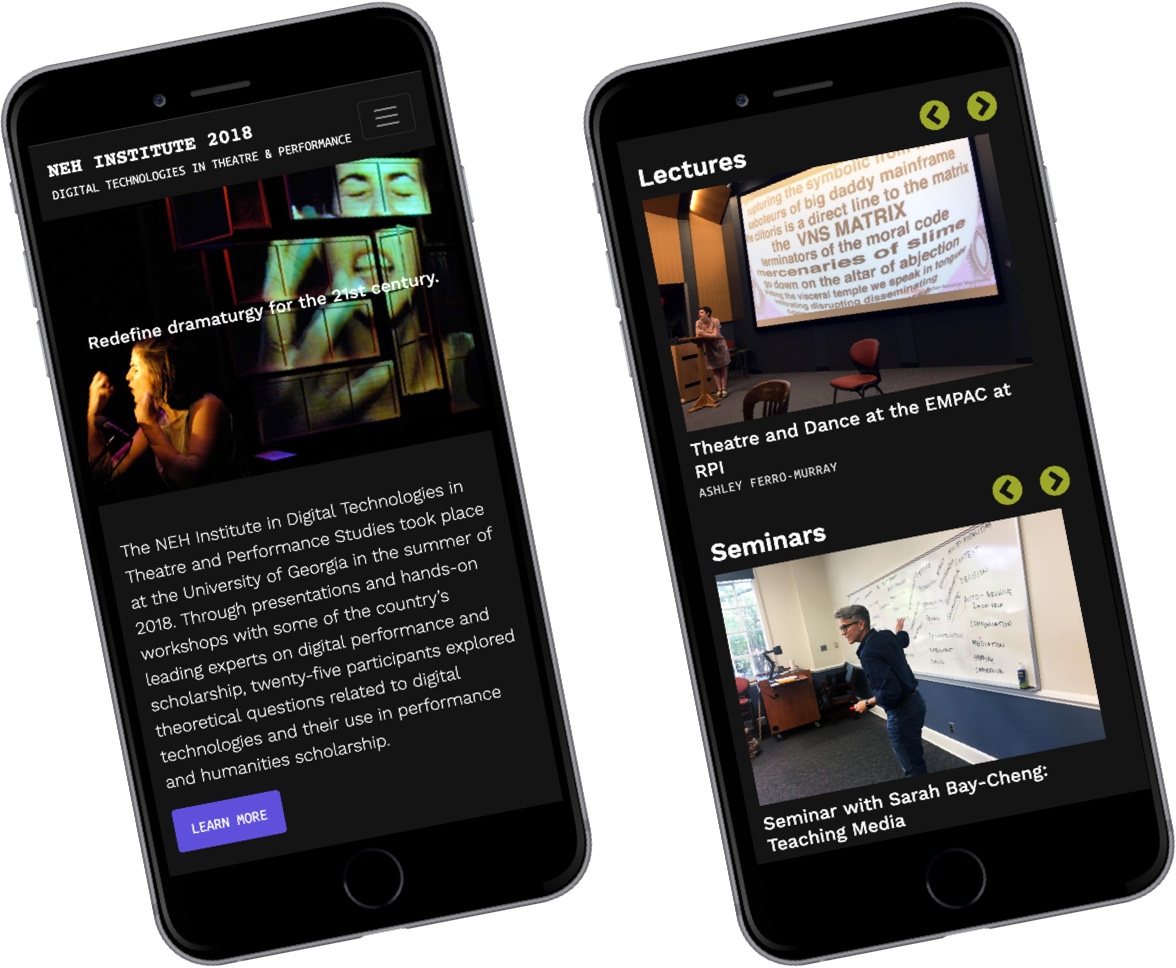 NEH INSTITUTE 2018
DIGITAL TECHNOLOGIES IN THEATRE & PERFORMANCE
Redefine dramaturgy for the 21st century.
The NEH Institute in Digital Technologies in
Theatre and Performance Studies took place
at the University of Georgia in the summer of
2018. Through presentations and hands-on
workshops with some of the country's
leading experts on digital performance and
scholarship, twenty-five participants explored
theoretical questions related to digital
technologies and their use in performance
and humanities scholarship.
LEARN MORE
Lectures
rupturing the symbolic from
saboteurs of big daddy mainframe
the clitoris is a direct line to the matrix
the VNS MATRIX
terminators of the moral code
mercenaries of slime
go down on the altar of abjection
the visceral temple we speak in tongues
disrupting disseminating
Theatre and Dance at the EMPAC at
RPI
ASHLEY FERRO-MURRAY
Seminars
DECISION
MEDIATION
Seminar with Sarah Bay-Cheng:
Teaching Media